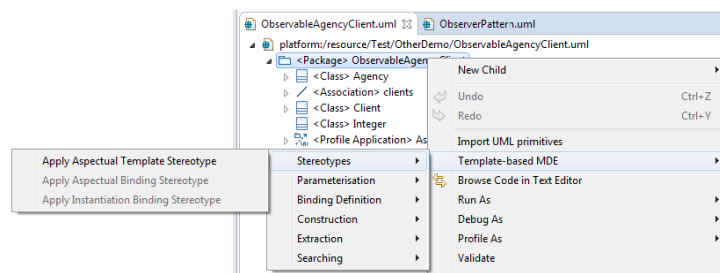 ObservableAgencyClient.uml ObserverPattern.uml
platform:/resource/Test/OtherDemo/ObservableAgencyClient.uml
<Package> ObservableAgencyClient
<Class> Agency
<Association> clients
<Class> Client
<Class> Integer
<Profile Application> As
New Child
Undo Ctrl+Z
Redo Ctrl+Y
Import UML primitives
Template-based MDE
Browse Code in Text Editor
Run As
Debug As
Profile As
Validate
Stereotypes
Parameterisation
Binding Definition
Construction
Extraction
Searching
Apply Aspectual Template Stereotype
Apply Aspectual Binding Stereotype
Apply Instantiation Binding Stereotype